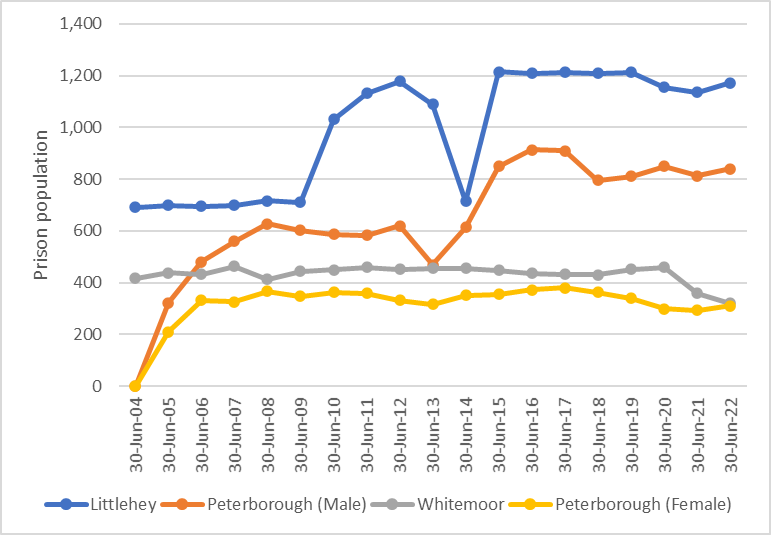 1,400
1,200
1,000
800
600
400
200
0
Prison population
30-Jun-04
30-Jun-05
30-Jun-06
30-Jun-07
30-Jun-08
30-Jun-09
30-Jun-10
30-Jun-11
30-Jun-12
30-Jun-13
30-Jun-14
30-Jun-15
30-Jun-16
30-Jun-17
30-Jun-18
30-Jun-19
30-Jun-20
30-Jun-21
30-Jun-22
Littlehey Peterborough (Male) Whitemoor Peterborough (Female)